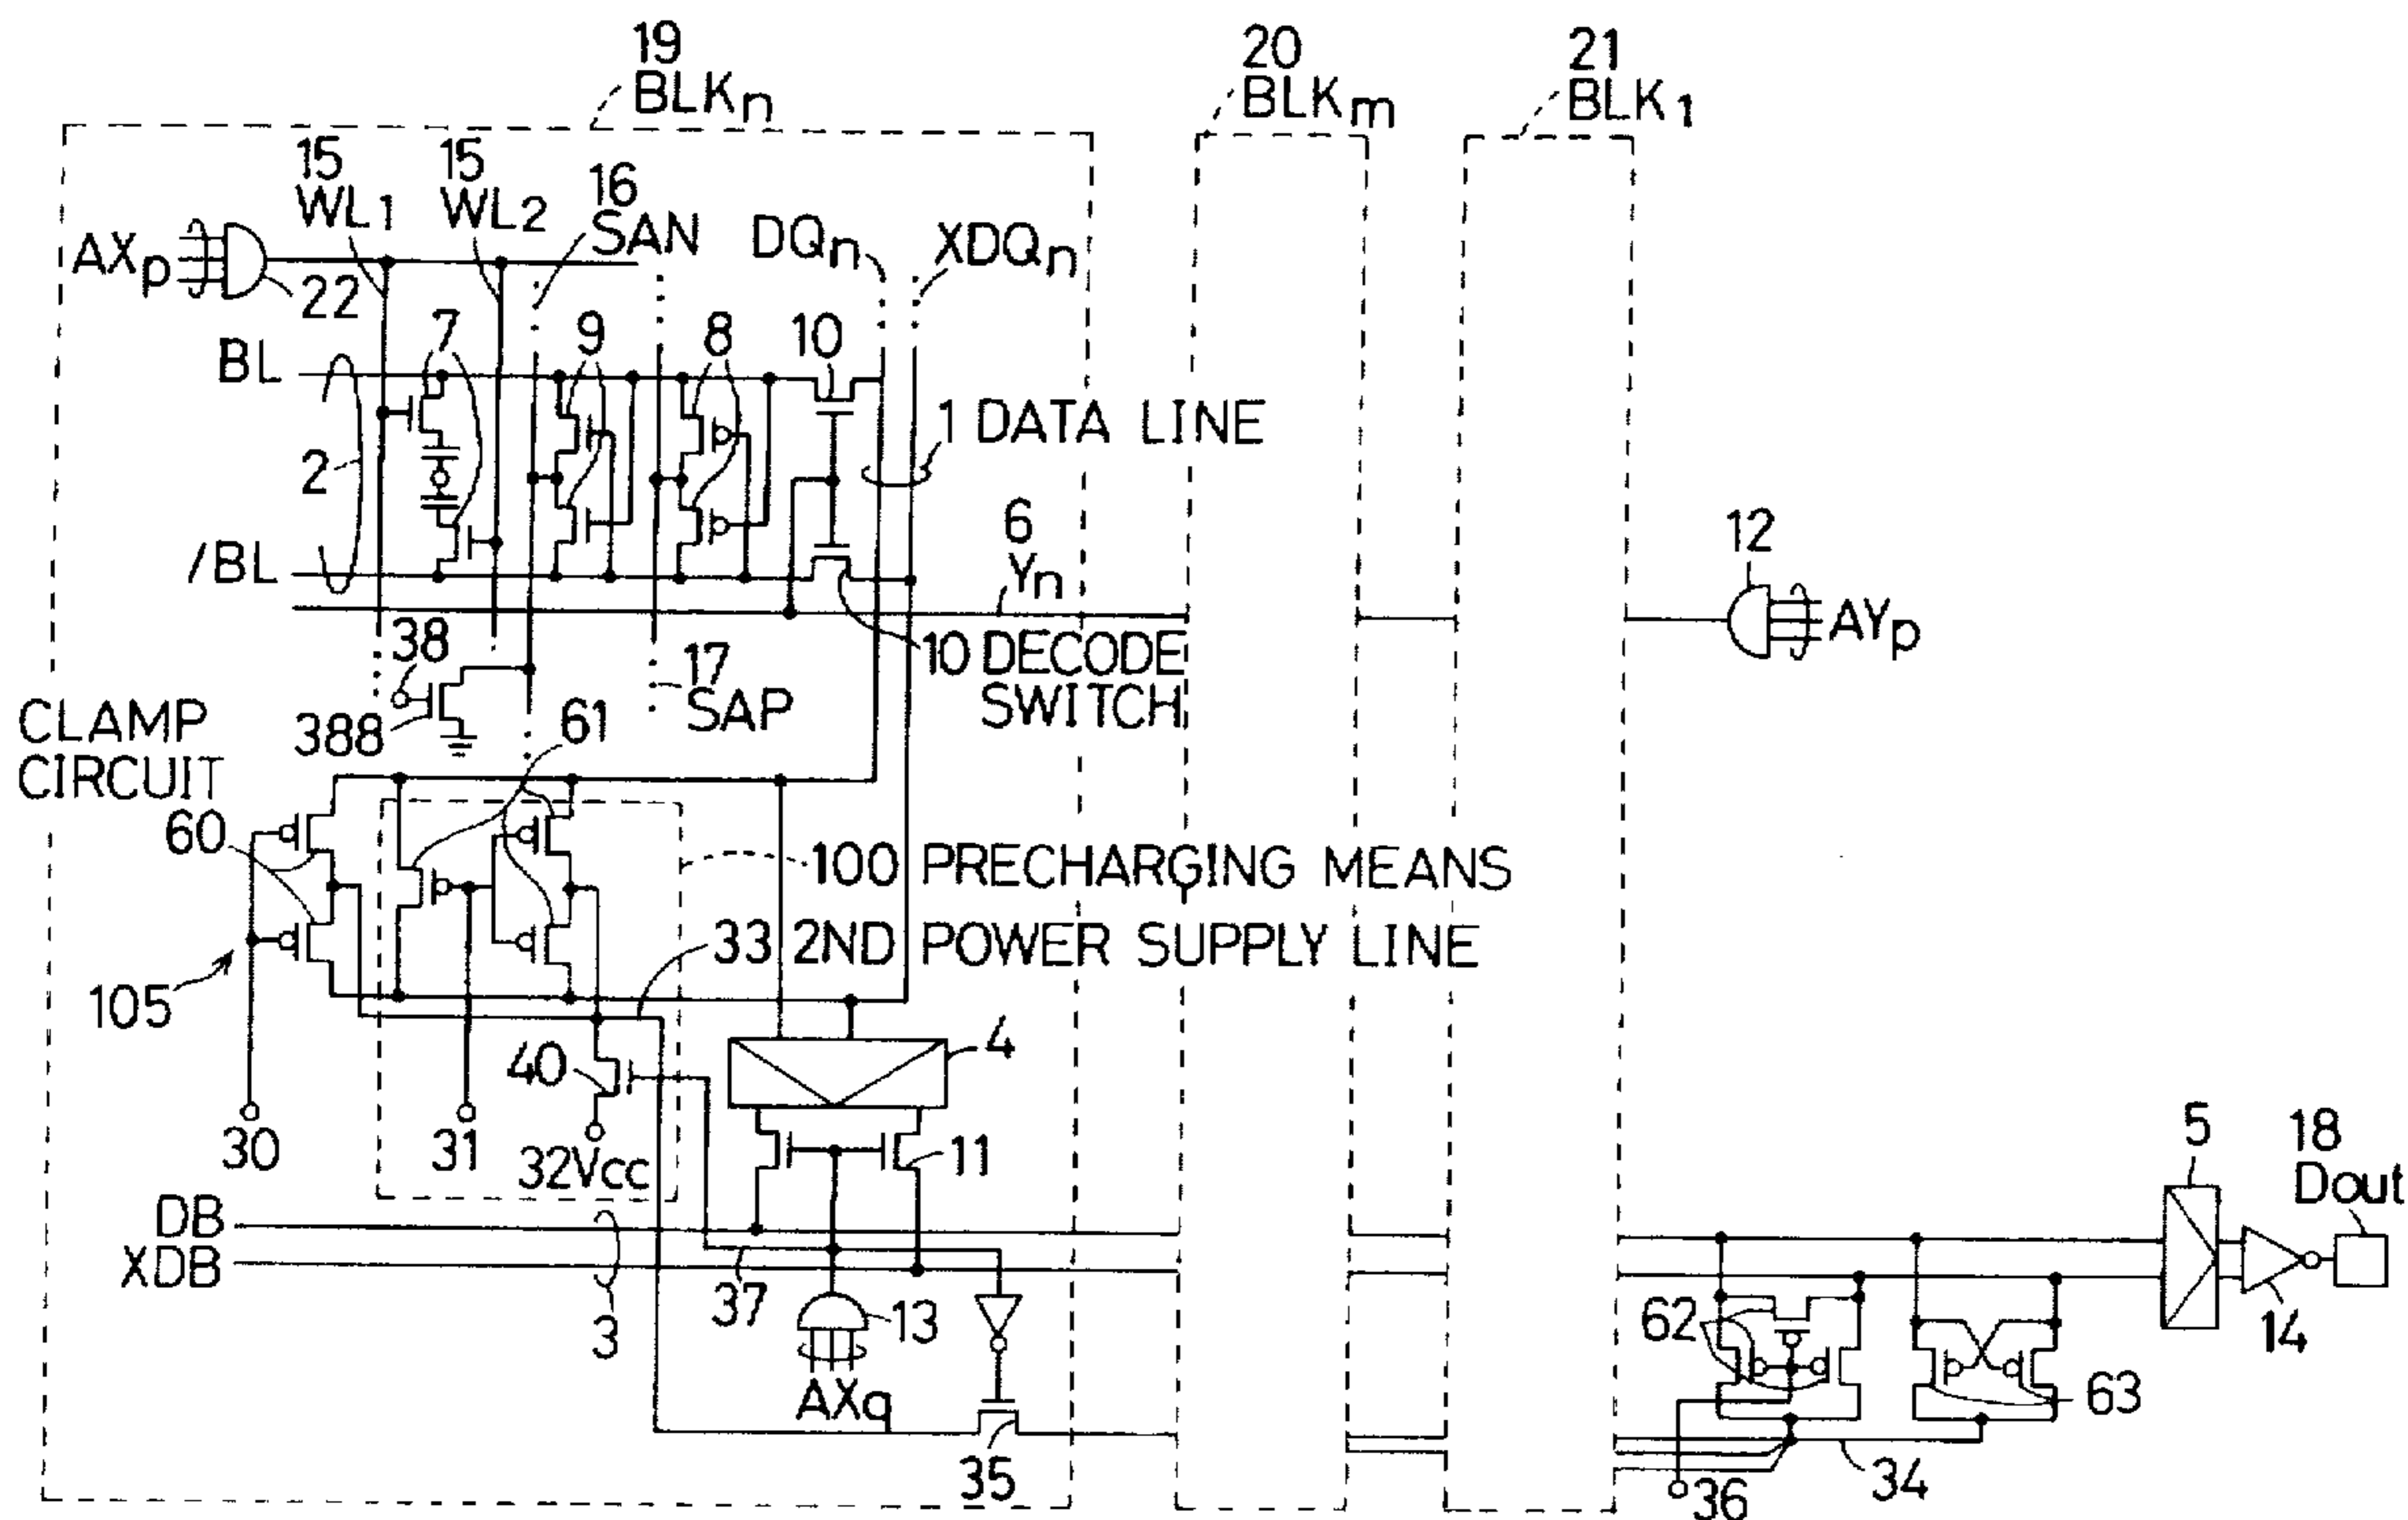 19
BLKn
20
BLKm
21
BLK1
15
WL1
15
WL2
16
SAN
DQn
XDQn
AXp
22
7
9
8
10
BL
1 DATA LINE
2
6
Yn
12
/BL
AYp
38
17
SAP
10 DECODE
SWITCH
388
61
CLAMP
CIRCUIT
60
100 PRECHARGING MEANS
33 2ND POWER SUPPLY LINE
105
4
40
5
18
Dout
30
31
32Vcc
11
DB
XDB
37
13
3
62
14
AXq
63
35
36
34